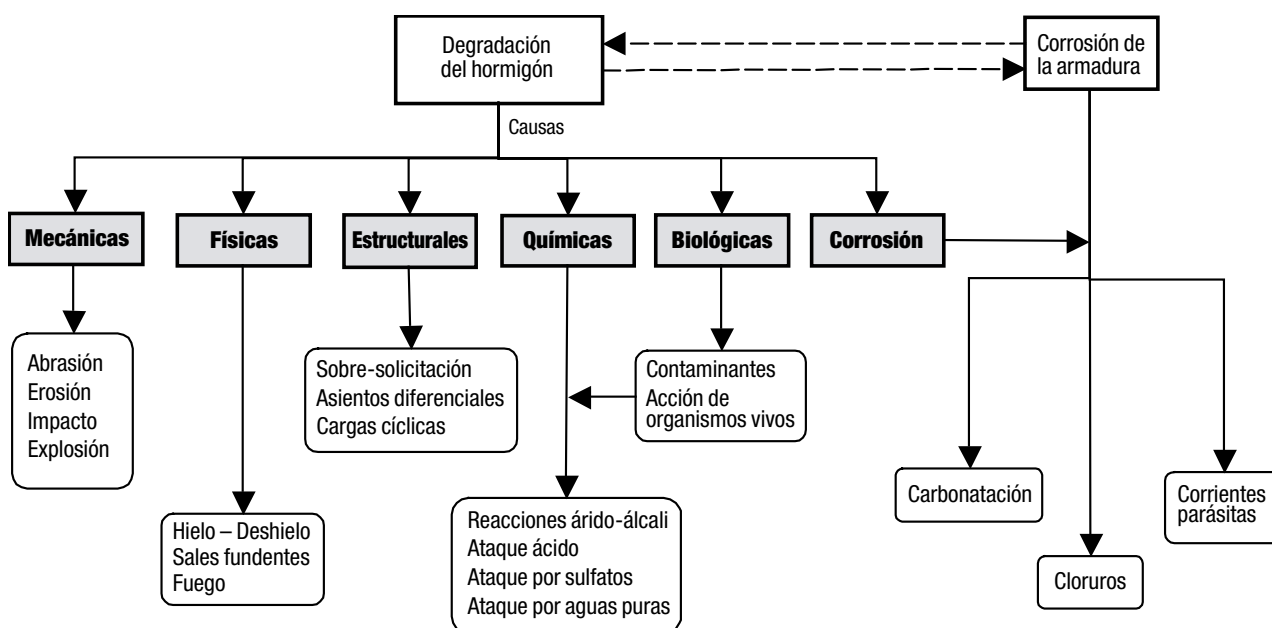 Degradación
del hormigón
Corrosión de
la armadura
Causas
Mecánicas
Físicas
Estructurales
Químicas
Biológicas
Corrosión
Abrasión
Erosión
Impacto
Explosión
Sobre-solicitación
Asientos diferenciales
Cargas cíclicas
Contaminantes
Acción de
organismos vivos
Hielo – Deshielo
Sales fundentes
Fuego
Reacciones árido-álcali
Ataque ácido
Ataque por sulfatos
Ataque por aguas puras
Carbonatación
Cloruros
Corrientes
parásitas